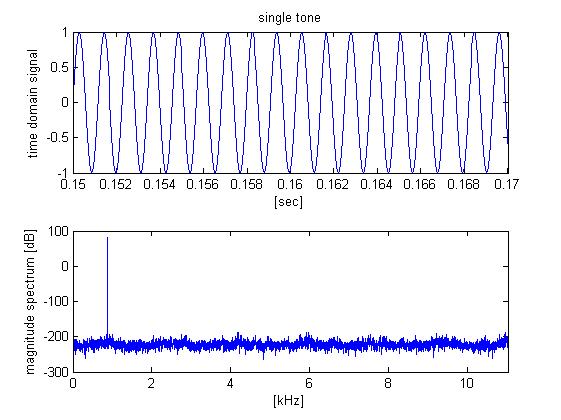 single tone
time domain signal
1
0.5
0
-0.5
-1
0.15 0.152 0.154 0.156 0.158 0.16 0.162 0.164 0.166 0.168 0.17
[sec]
magnitude spectrum [dB]
100
0
-100
-200
-300
0 2 4 6 8 10
[kHz]